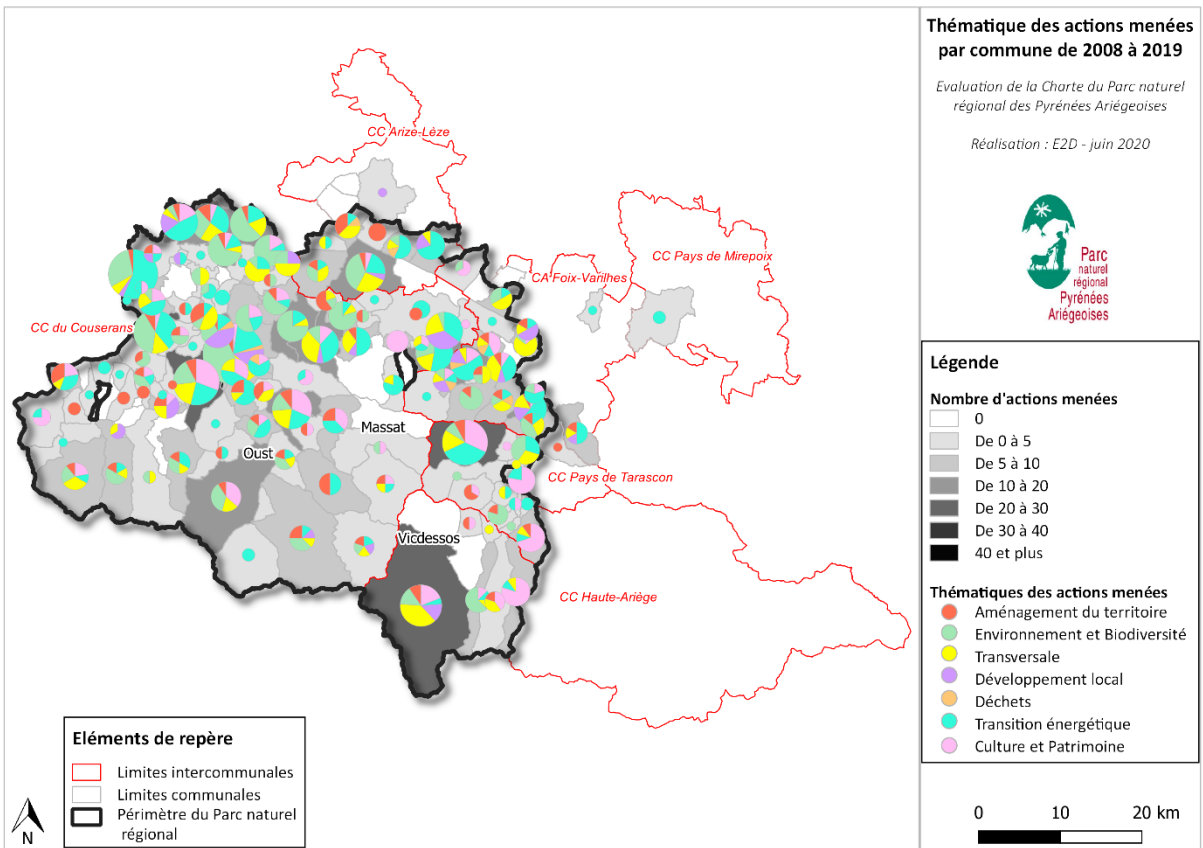 Thématique des actions menées
par commune de 2008 à 2019
Evaluation de la Charte du Parc naturel
régional des Pyrénées Ariégeoises
Réalisation : E2D - juin 2020
Parc
naturel
régional
Pyrénées
Ariégeoises
CC Arize-Lèze
CC Pays de Mirepoix
CA Foix-Varilhes
CC du Couserans
Massat
Oust
CC Pays de Tarascon
Vicdessos
CC Haute-Ariège
Légende
Nombre d'actions menées
0
De 0 à 5
De 5 à 10
De 10 à 20
De 20 à 30
De 30 à 40
40 et plus
Thématiques des actions menées
Aménagement du territoire
Environnement et Biodiversité
Transversale
Développement local
Déchets
Transition énergétique
Culture et Patrimoine
Eléments de repère
Limites intercommunales
Limites communales
Périmètre du Parc naturel
régional
N
0 10 20 km